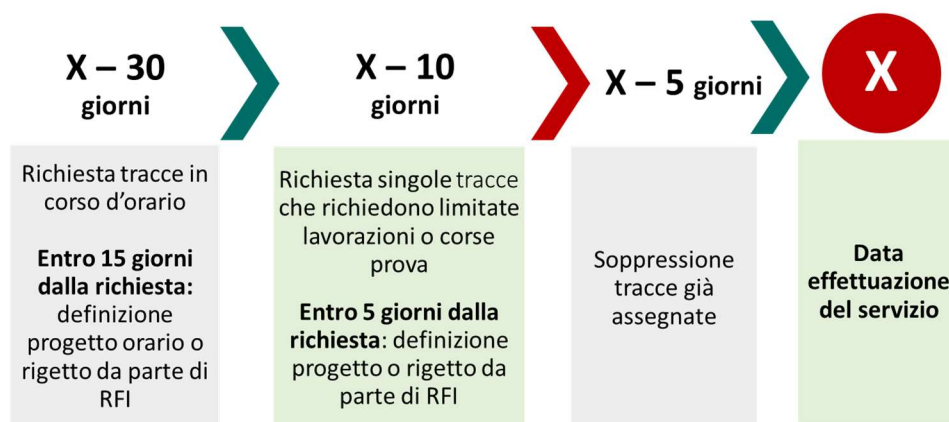 X – 30
giorni
X – 10
giorni
X – 5 giorni
X
Richiesta tracce in
corso d'orario
Entro 15 giorni
dalla richiesta:
definizione
progetto orario o
rigetto da parte di
RFI
Richiesta singole tracce
che richiedono limitate
lavorazioni o corse
prova
Entro 5 giorni dalla
richiesta: definizione
progetto o rigetto da
parte di RFI
Soppressione
tracce già
assegnate
Data
effettuazione
del servizio